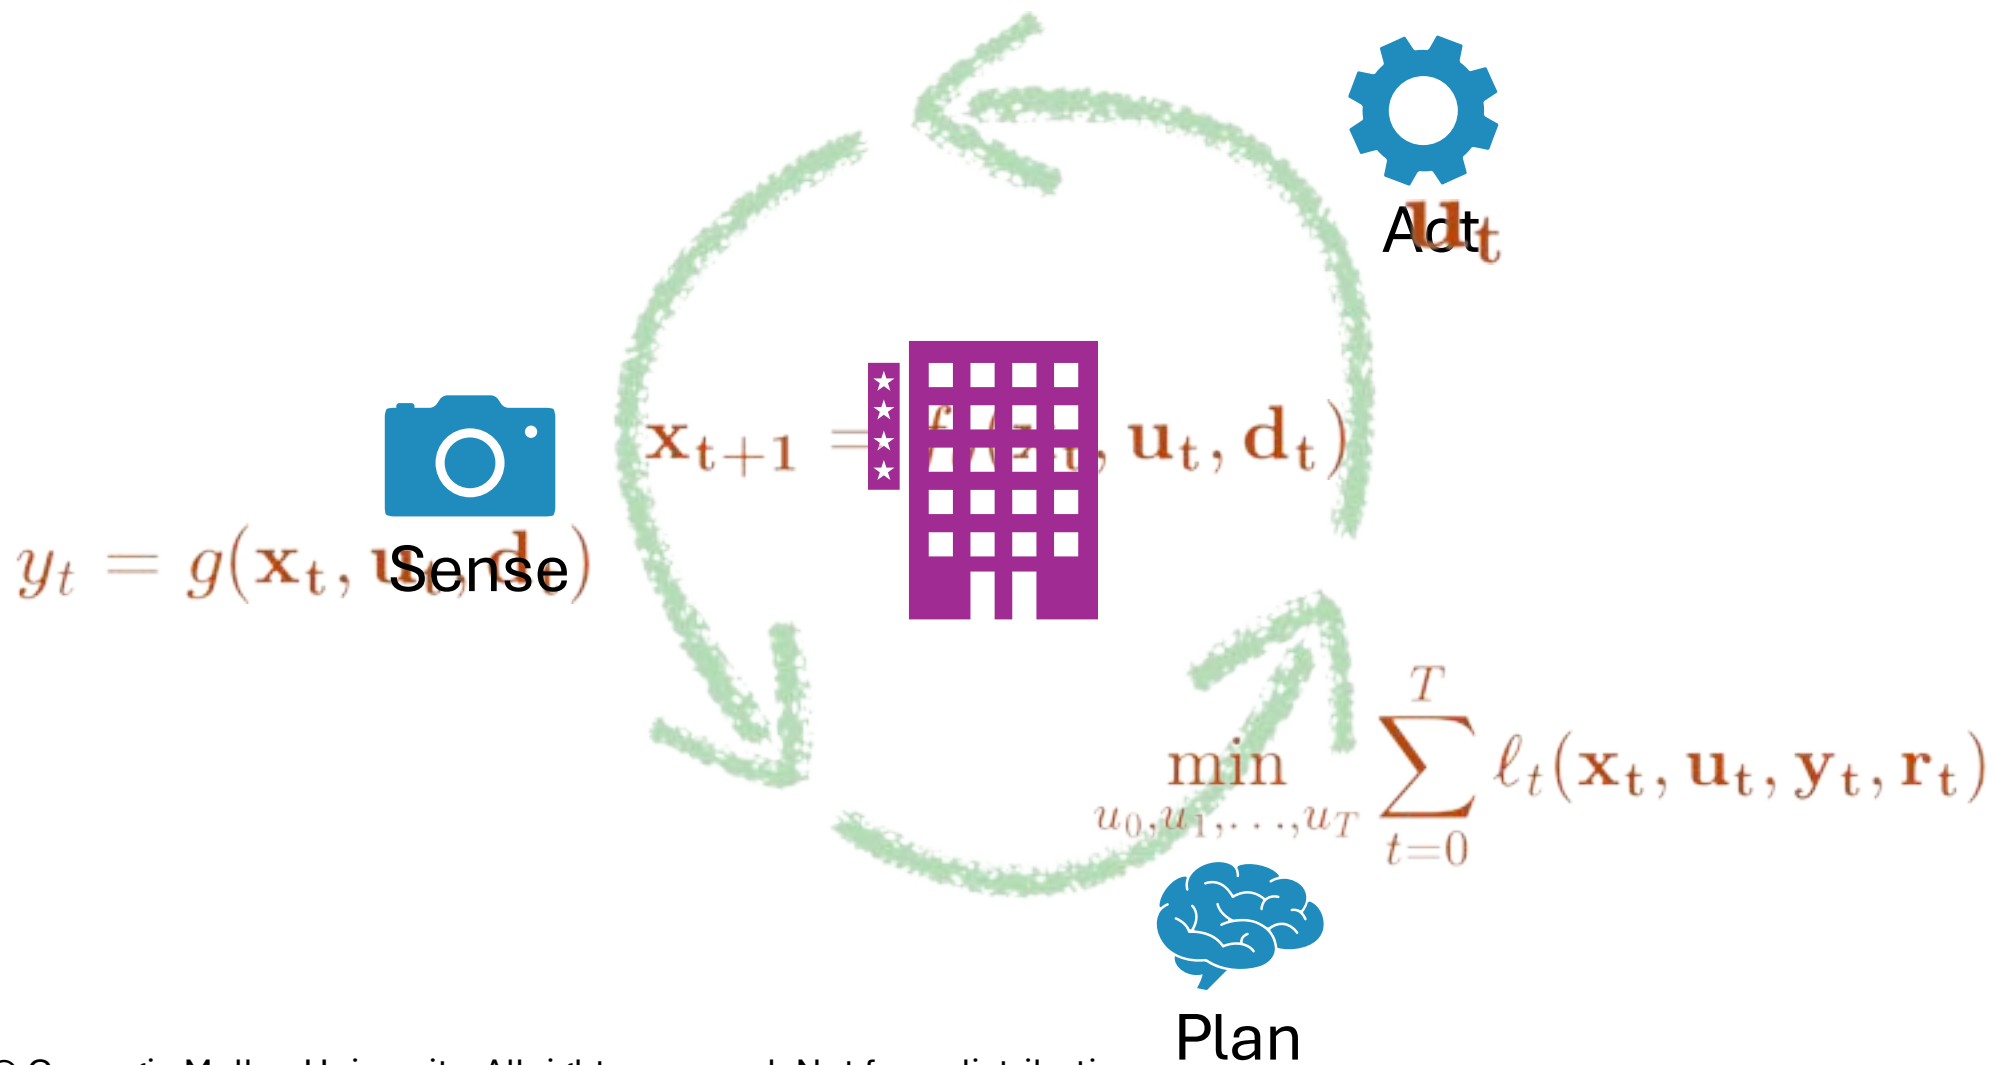 Act
u_t
x_{t+1} = f(x_t, u_t, d_t)
y_t = g(x_t, u_t, d_t)
Sense
min_{u_0,u_1,...,u_T} ∑_{t=0}^{T} ℓ_t(x_t, u_t, y_t, r_t)
Plan